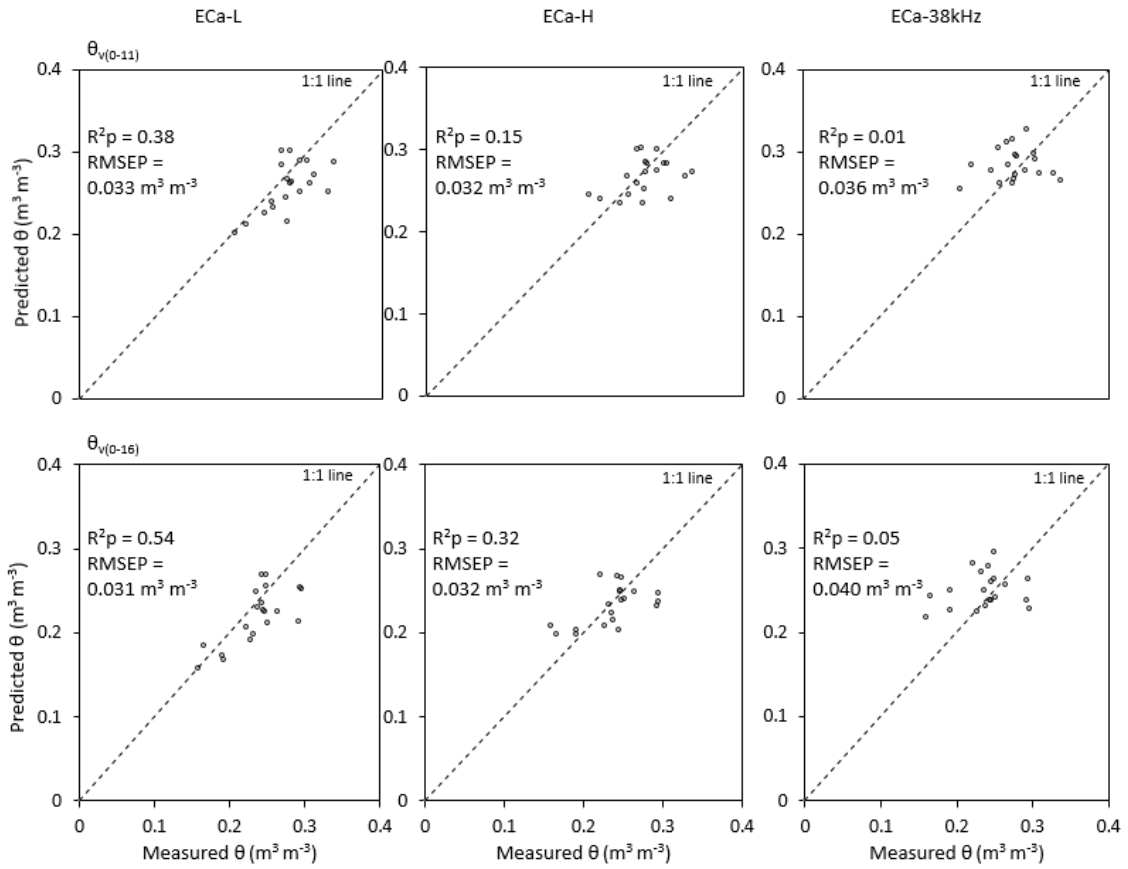 ECa-L
ECa-H
ECa-38kHz
θv(0-11)
0.4
1:1 line
R²p = 0.38
RMSEP =
0.033 m³ m⁻³
0.3
0.2
0.1
0
Predicted θ (m³ m⁻³)
0.4
1:1 line
R²p = 0.15
RMSEP =
0.032 m³ m⁻³
0.3
0.2
0.1
0
0.4
1:1 line
R²p = 0.01
RMSEP =
0.036 m³ m⁻³
0.3
0.2
0.1
0
θv(0-16)
0.4
1:1 line
R²p = 0.54
RMSEP =
0.031 m³ m⁻³
0.3
0.2
0.1
0
Predicted θ (m³ m⁻³)
0 0.1 0.2 0.3 0.4
Measured θ (m³ m⁻³)
0.4
1:1 line
R²p = 0.32
RMSEP =
0.032 m³ m⁻³
0.3
0.2
0.1
0
0 0.1 0.2 0.3 0.4
Measured θ (m³ m⁻³)
0.4
1:1 line
R²p = 0.05
RMSEP =
0.040 m³ m⁻³
0.3
0.2
0.1
0
0 0.1 0.2 0.3 0.4
Measured θ (m³ m⁻³)